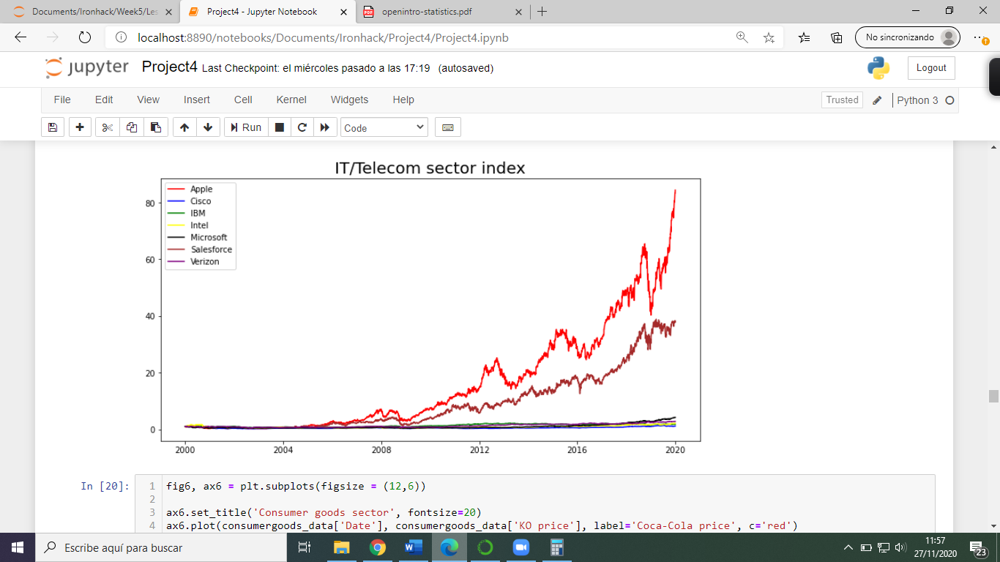 Documents/Ironhack/Week5/Les
Project4 - Jupyter Notebook
PDF
openintro-statistics.pdf
localhost:8890/notebooks/Documents/Ironhack/Project4/Project4.ipynb
No sincronizando
jupyter Project4 Last Checkpoint: el miércoles pasado a las 17:19 (autosaved)
Logout
File Edit View Insert Cell Kernel Widgets Help
Trusted
Python 3
Run
Code
IT/Telecom sector index
Apple
Cisco
IBM
Intel
Microsoft
Salesforce
Verizon
80
60
40
20
0
2000 2004 2008 2012 2016 2020
In [20]:
1 fig6, ax6 = plt.subplots(figsize = (12,6))
2
3 ax6.set_title('Consumer goods sector', fontsize=20)
4 ax6.plot(consumergoods_data['Date'], consumergoods_data['KO price'], label='Coca-Cola price', c='red')
Escribe aquí para buscar
11:57
27/11/2020
23